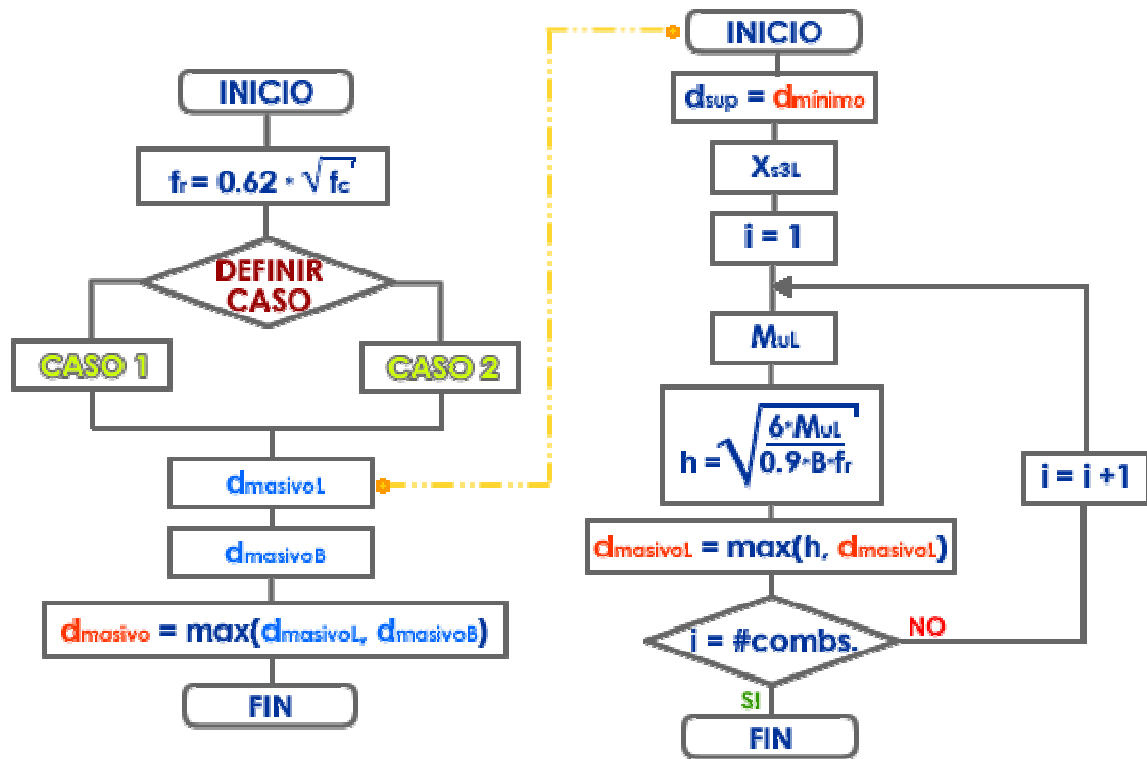 INICIO
fr = 0.62 * √fc
DEFINIR
CASO
CASO 1
CASO 2
dmasivoL
dmasivoB
dmasivo = max(dmasivoL, dmasivoB)
FIN
INICIO
dsup = dmínimo
Xs3L
i = 1
MuL
h = √6*MuL
0.9*B*fr
dmasivoL = max(h, dmasivoL)
i = #combs.
NO
i = i +1
SI
FIN